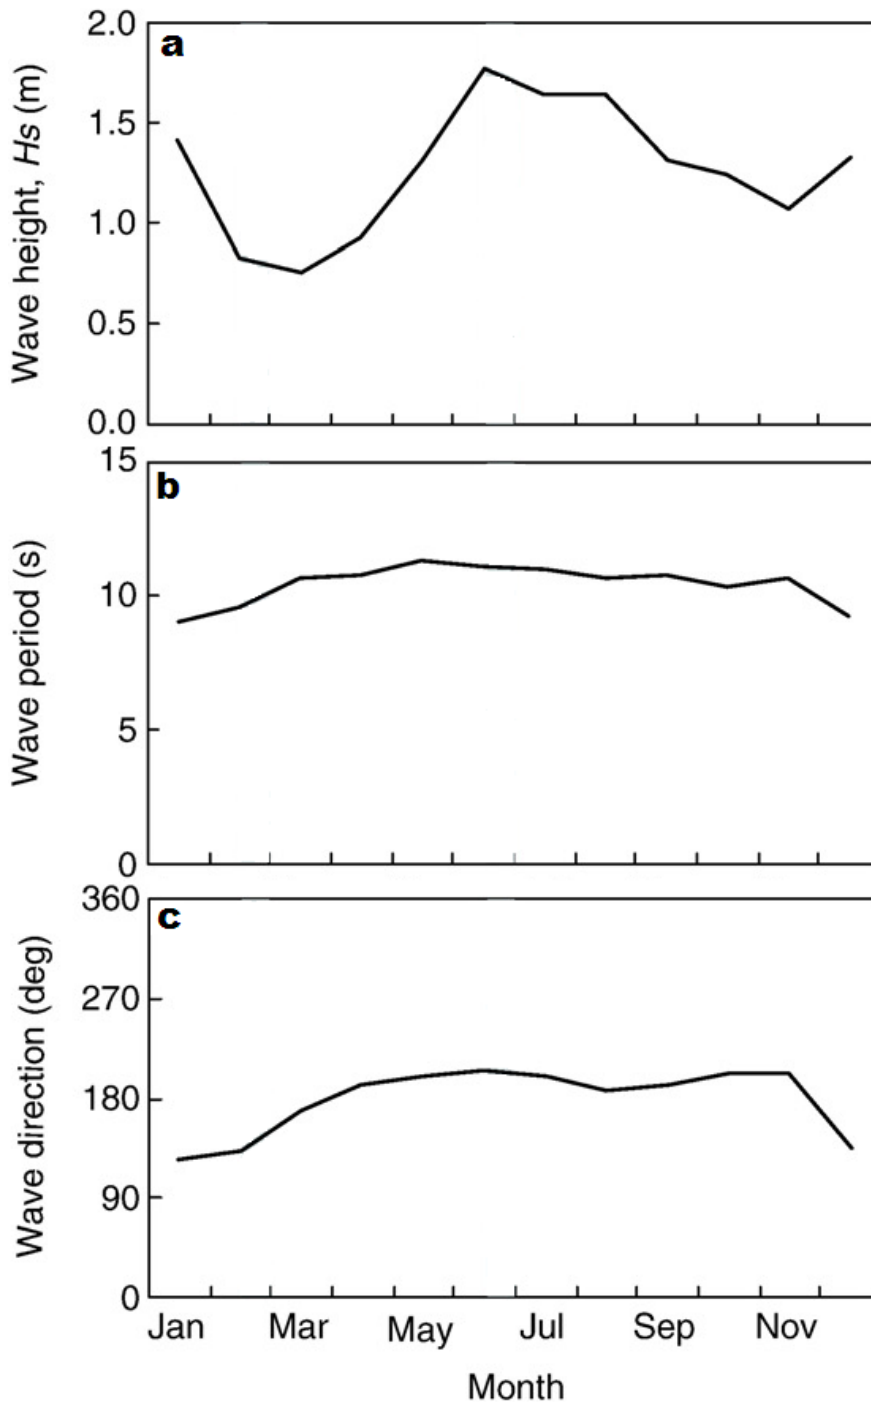 a
2.0
1.5
1.0
0.5
0.0
Wave height, Hs (m)
b
15
10
5
0
Wave period (s)
c
360
270
180
90
0
Wave direction (deg)
Jan Mar May Jul Sep Nov
Month